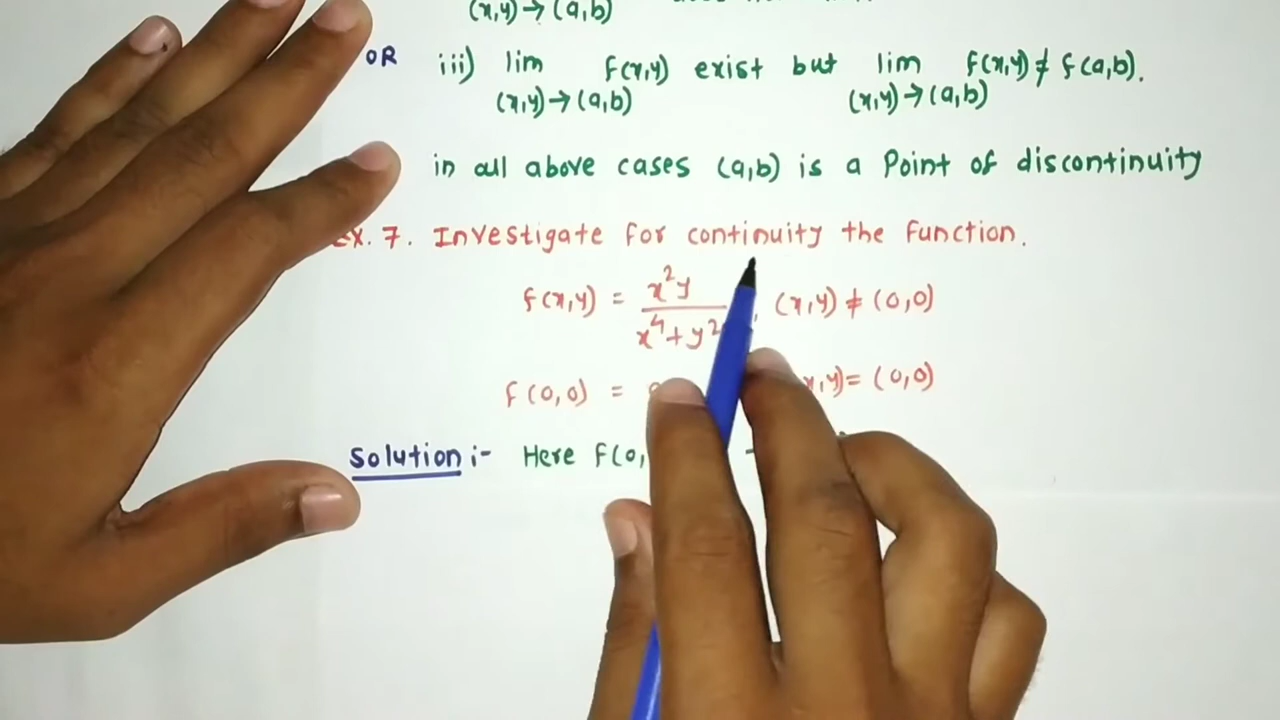 (x,y)→(a,b)
OR iii) lim f(x,y) exist but lim f(x,y) ≠ f(a,b).
(x,y)→(a,b) (x,y)→(a,b)
in all above cases (a,b) is a Point of discontinuity
Ex. 7. Investigate for continuity the function.
f(x,y) = x²y / x⁴+y² , (x,y) ≠ (0,0)
f(0,0) = x,y)= (0,0)
Solution :- Here f(0,